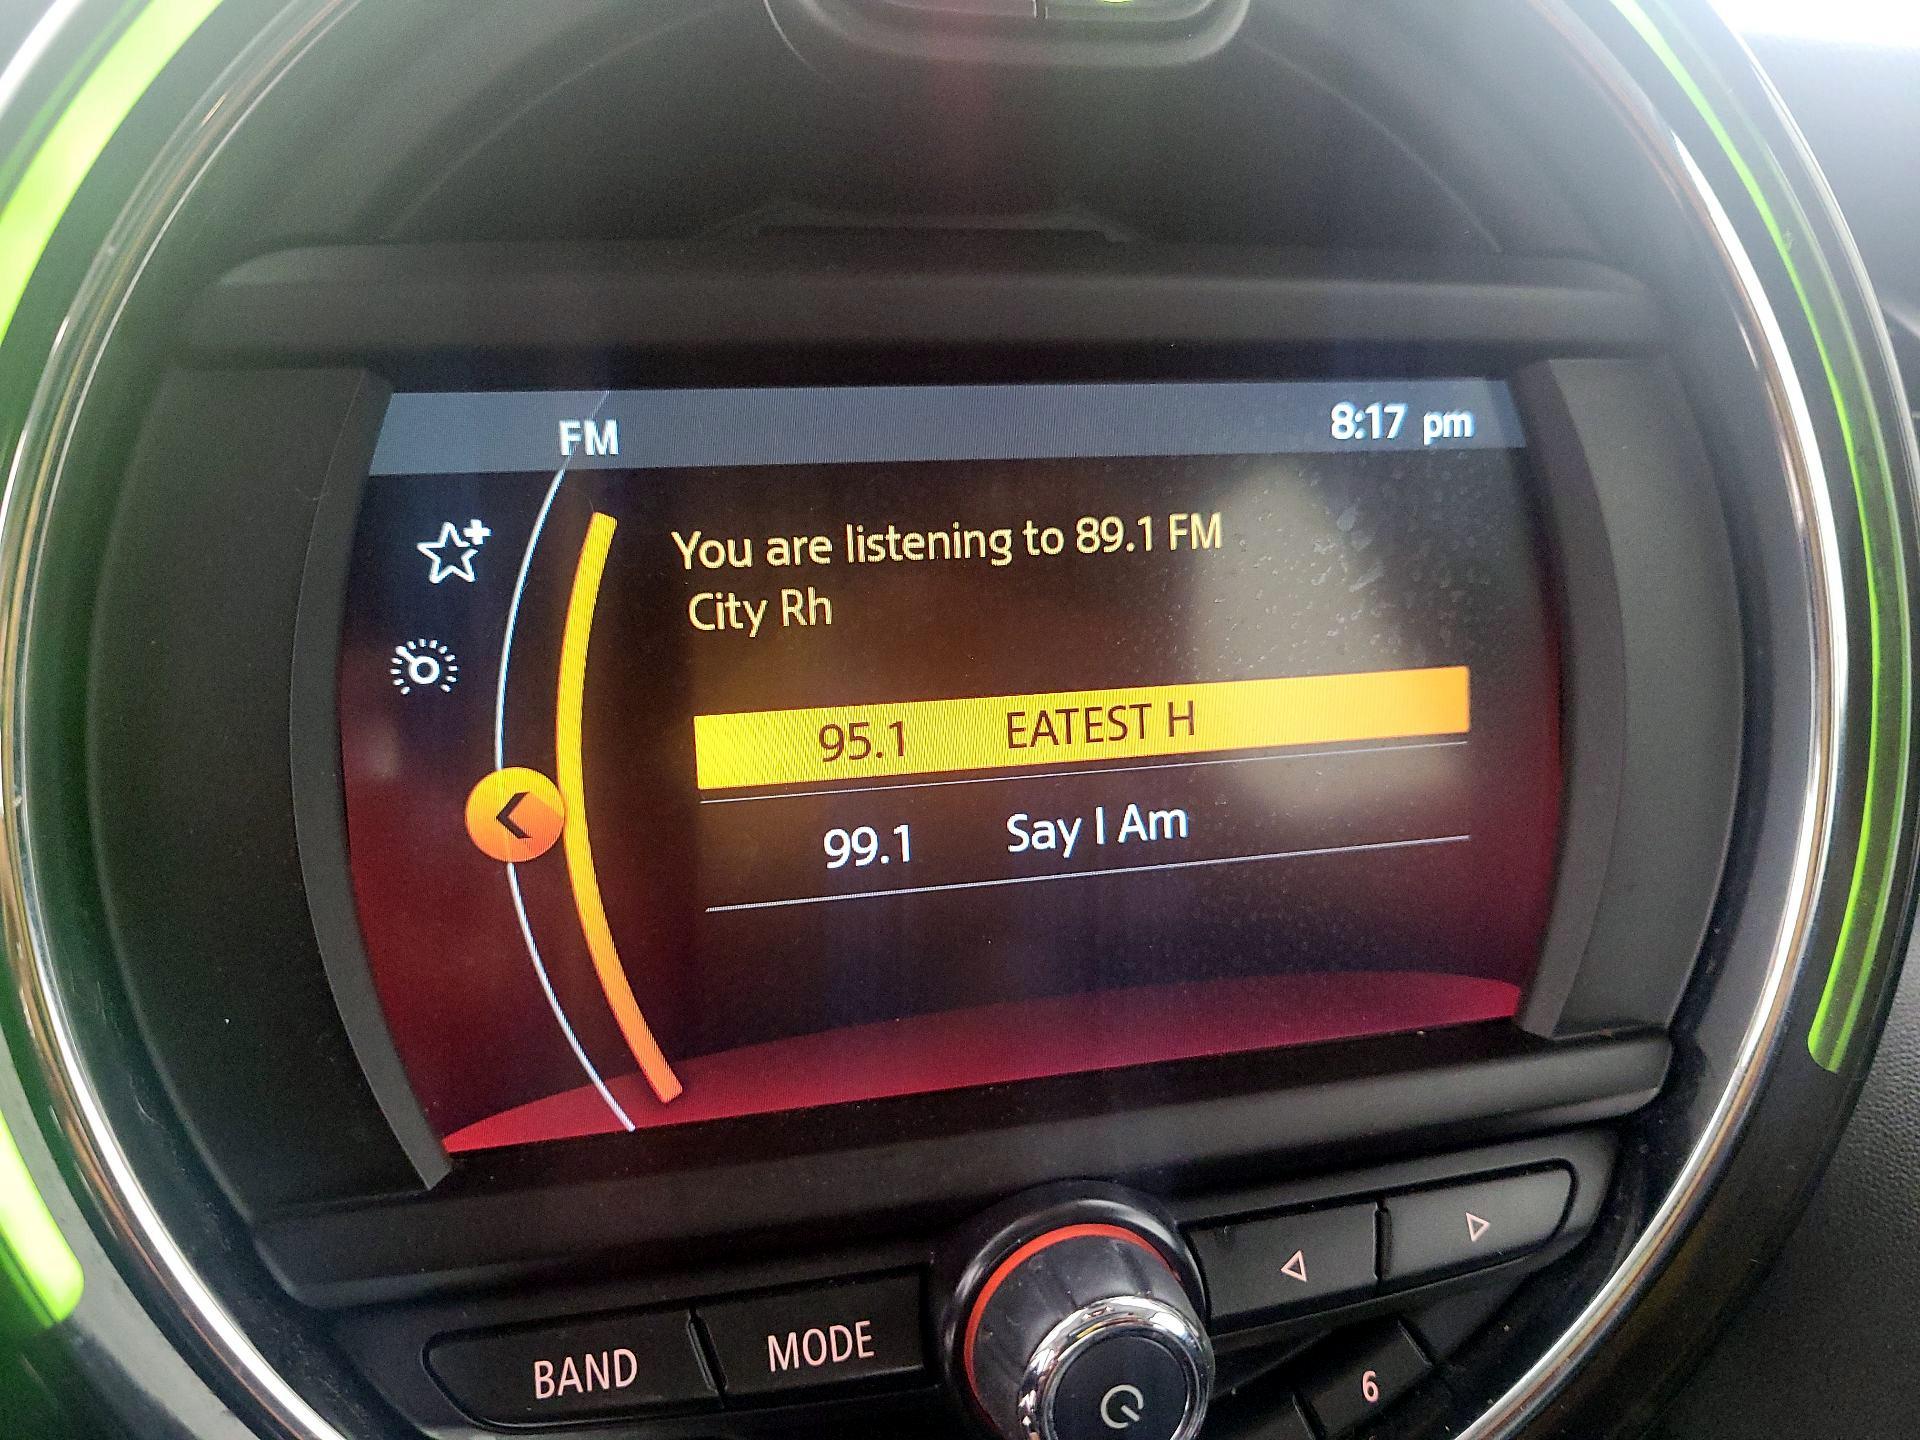 FM 8:17 pm
You are listening to 89.1 FM
City Rh
95.1 EATEST H
99.1 Say I Am
BAND MODE
6